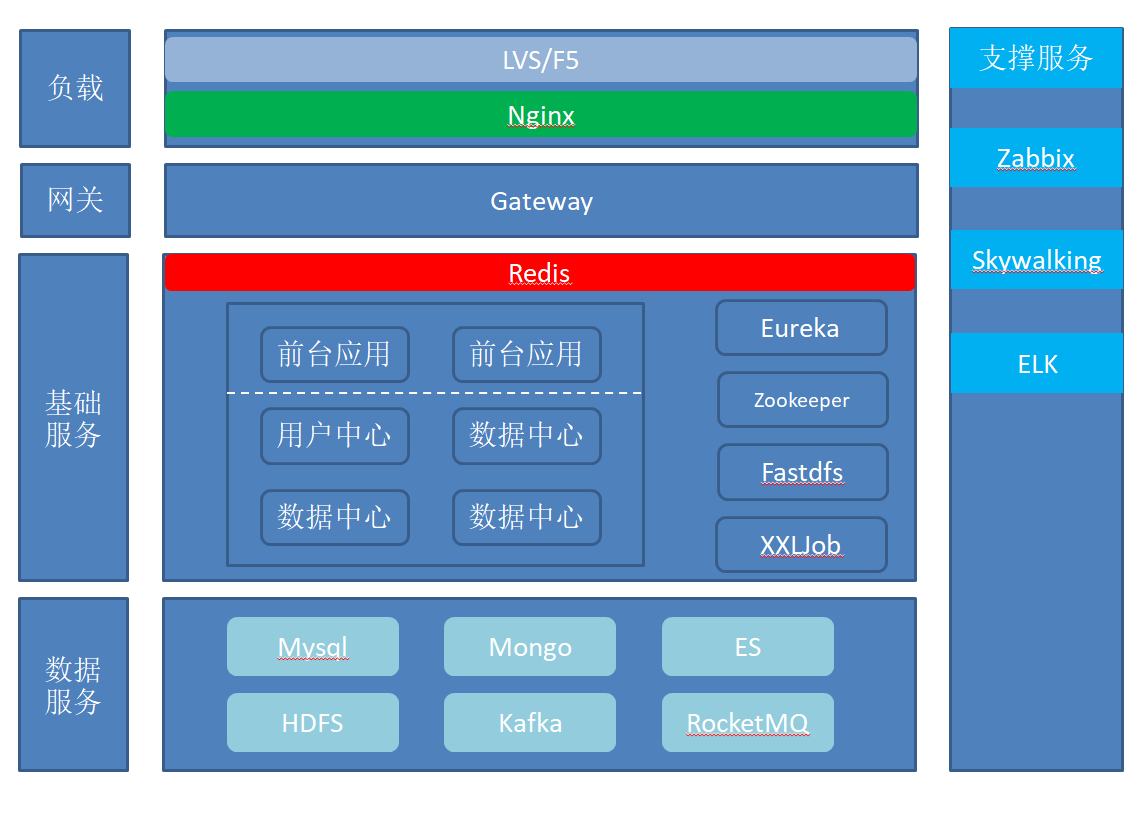 负载
LVS/F5
Nginx
网关
Gateway
基础
服务
Redis
前台应用
前台应用
用户中心
数据中心
数据中心
数据中心
Eureka
Zookeeper
Fastdfs
XXLJob
数据
服务
Mysql
Mongo
ES
HDFS
Kafka
RocketMQ
支撑服务
Zabbix
Skywalking
ELK